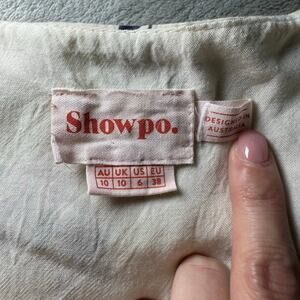 Showpo.
DESIGNED IN
AUSTRALIA
AU UK US EU
10 10 6 38